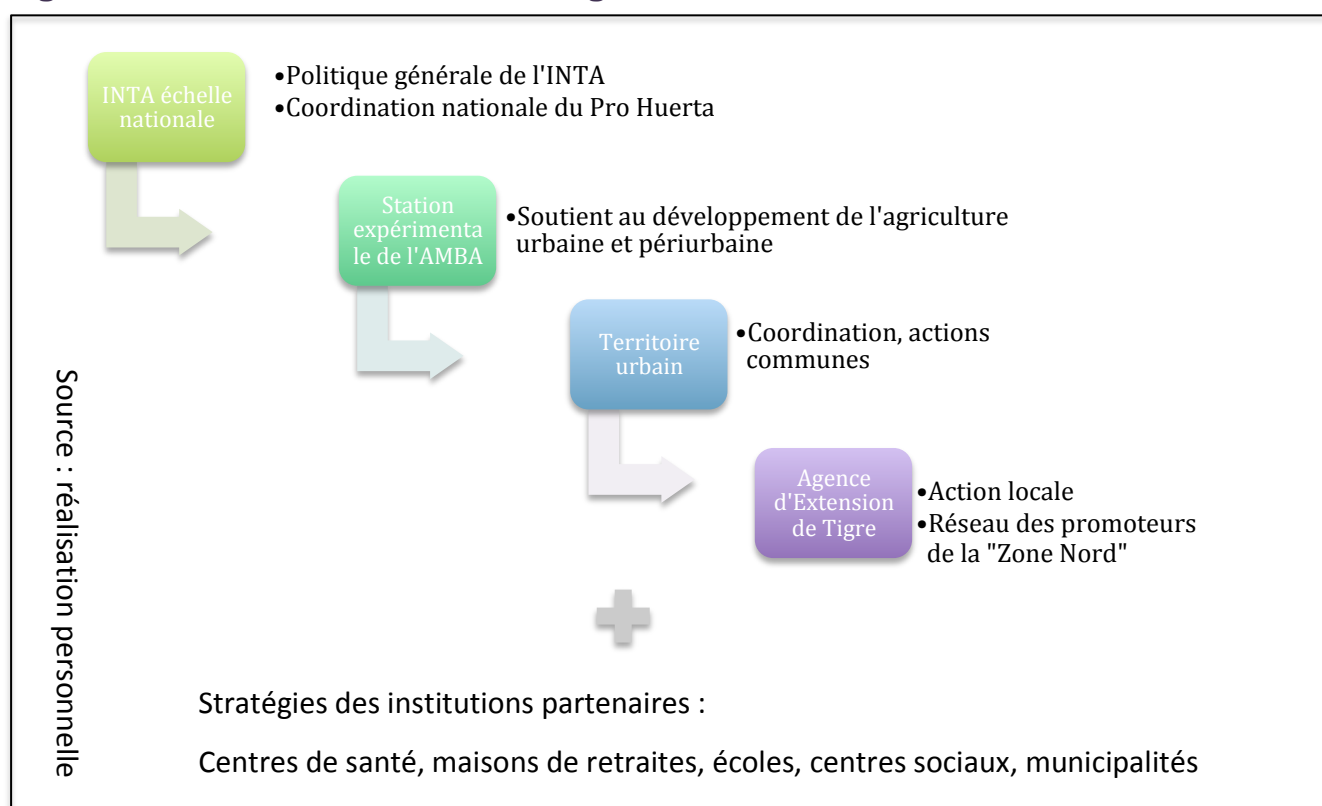 INTA échelle
nationale
•Politique générale de l'INTA
•Coordination nationale du Pro Huerta
Station
expérimenta
le de l'AMBA
•Soutient au développement de l'agriculture
urbaine et périurbaine
Territoire
urbain
•Coordination, actions
communes
Agence
d'Extension
de Tigre
•Action locale
•Réseau des promoteurs
de la "Zone Nord"
Source : réalisation personnelle
Stratégies des institutions partenaires :
Centres de santé, maisons de retraites, écoles, centres sociaux, municipalités